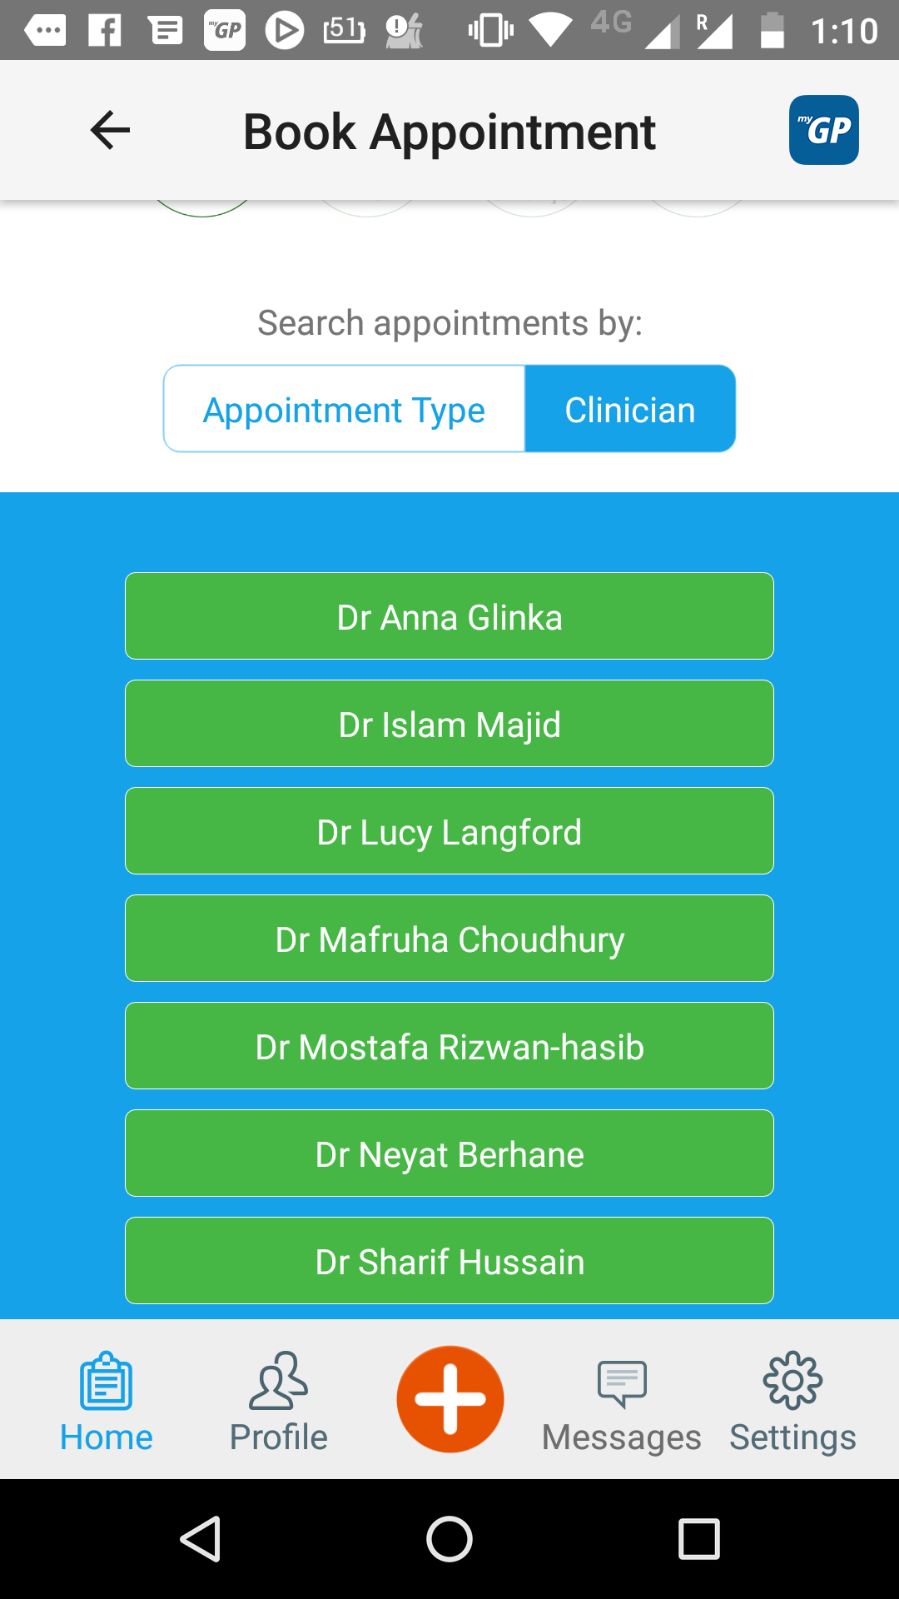 myGP
51
4G
R
1:10
Book Appointment
myGP
Search appointments by:
Appointment Type
Clinician
Dr Anna Glinka
Dr Islam Majid
Dr Lucy Langford
Dr Mafruha Choudhury
Dr Mostafa Rizwan-hasib
Dr Neyat Berhane
Dr Sharif Hussain
Home
Profile
Messages
Settings